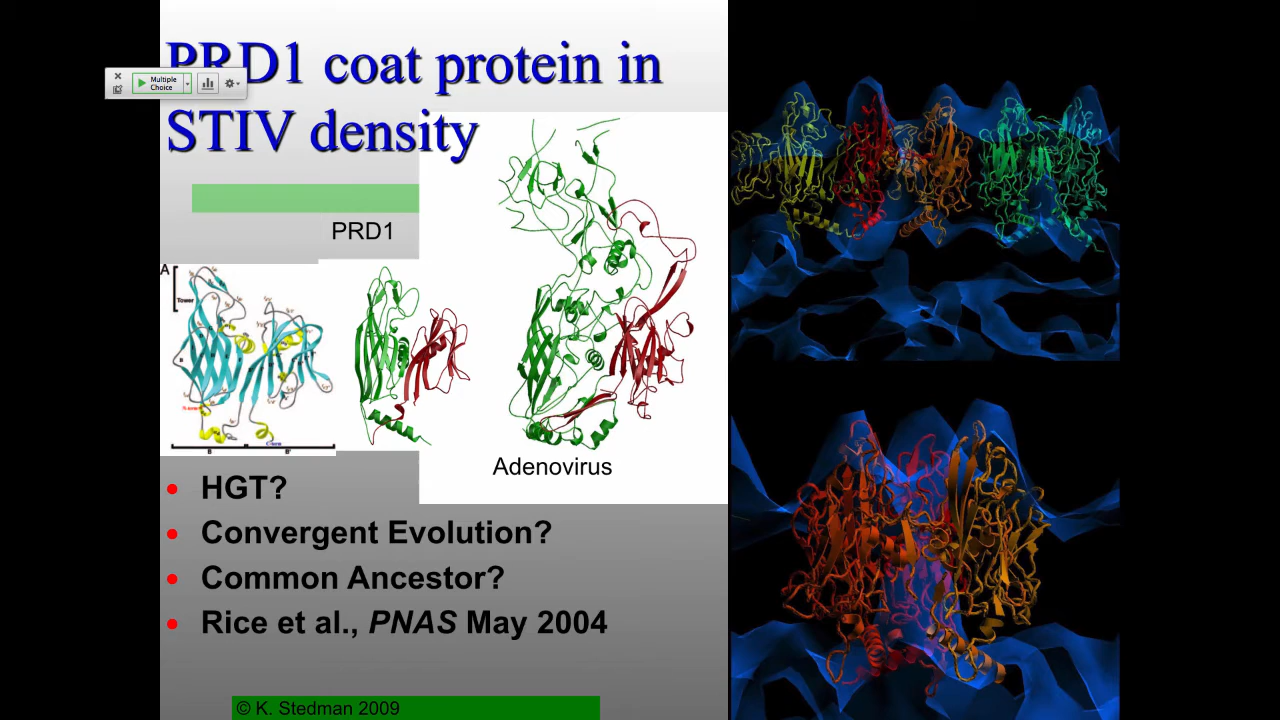 PRD1 coat protein in
STIV density
Multiple
Choice
PRD1
A
Tower
B
B'
Adenovirus
HGT?
Convergent Evolution?
Common Ancestor?
Rice et al., PNAS May 2004
© K. Stedman 2009